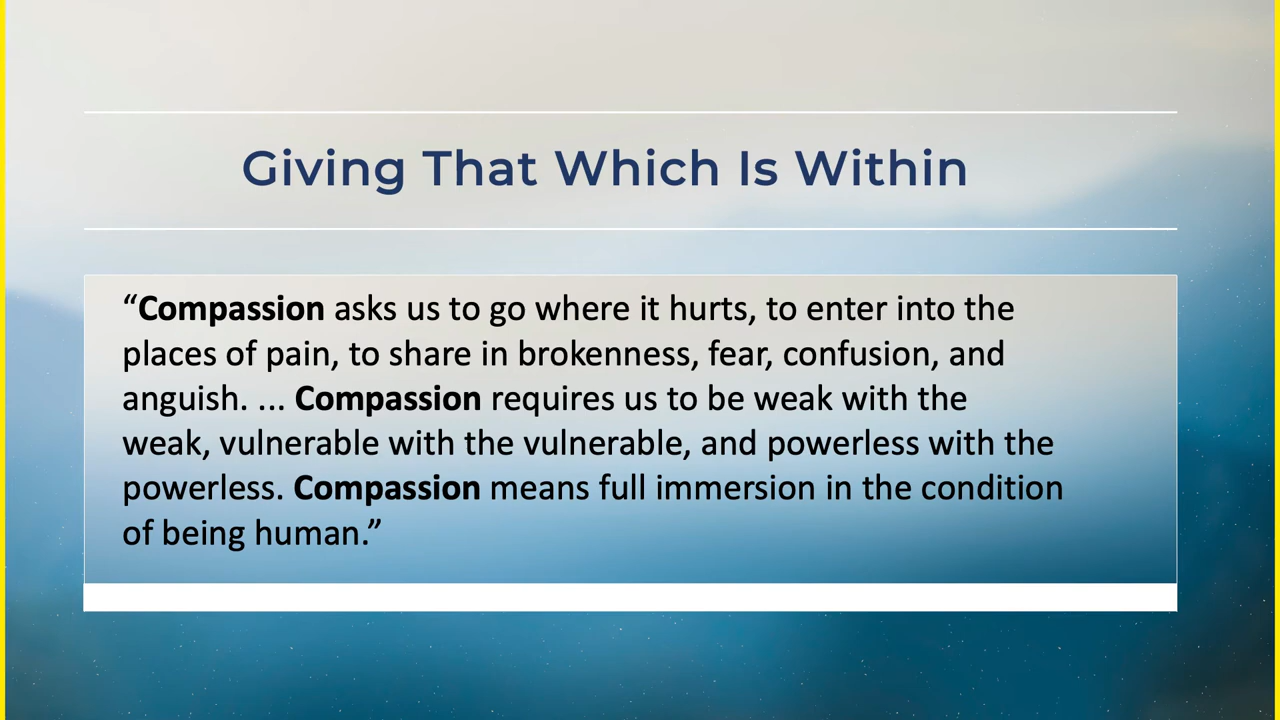 Giving That Which Is Within
“Compassion asks us to go where it hurts, to enter into the
places of pain, to share in brokenness, fear, confusion, and
anguish. ... Compassion requires us to be weak with the
weak, vulnerable with the vulnerable, and powerless with the
powerless. Compassion means full immersion in the condition
of being human.”